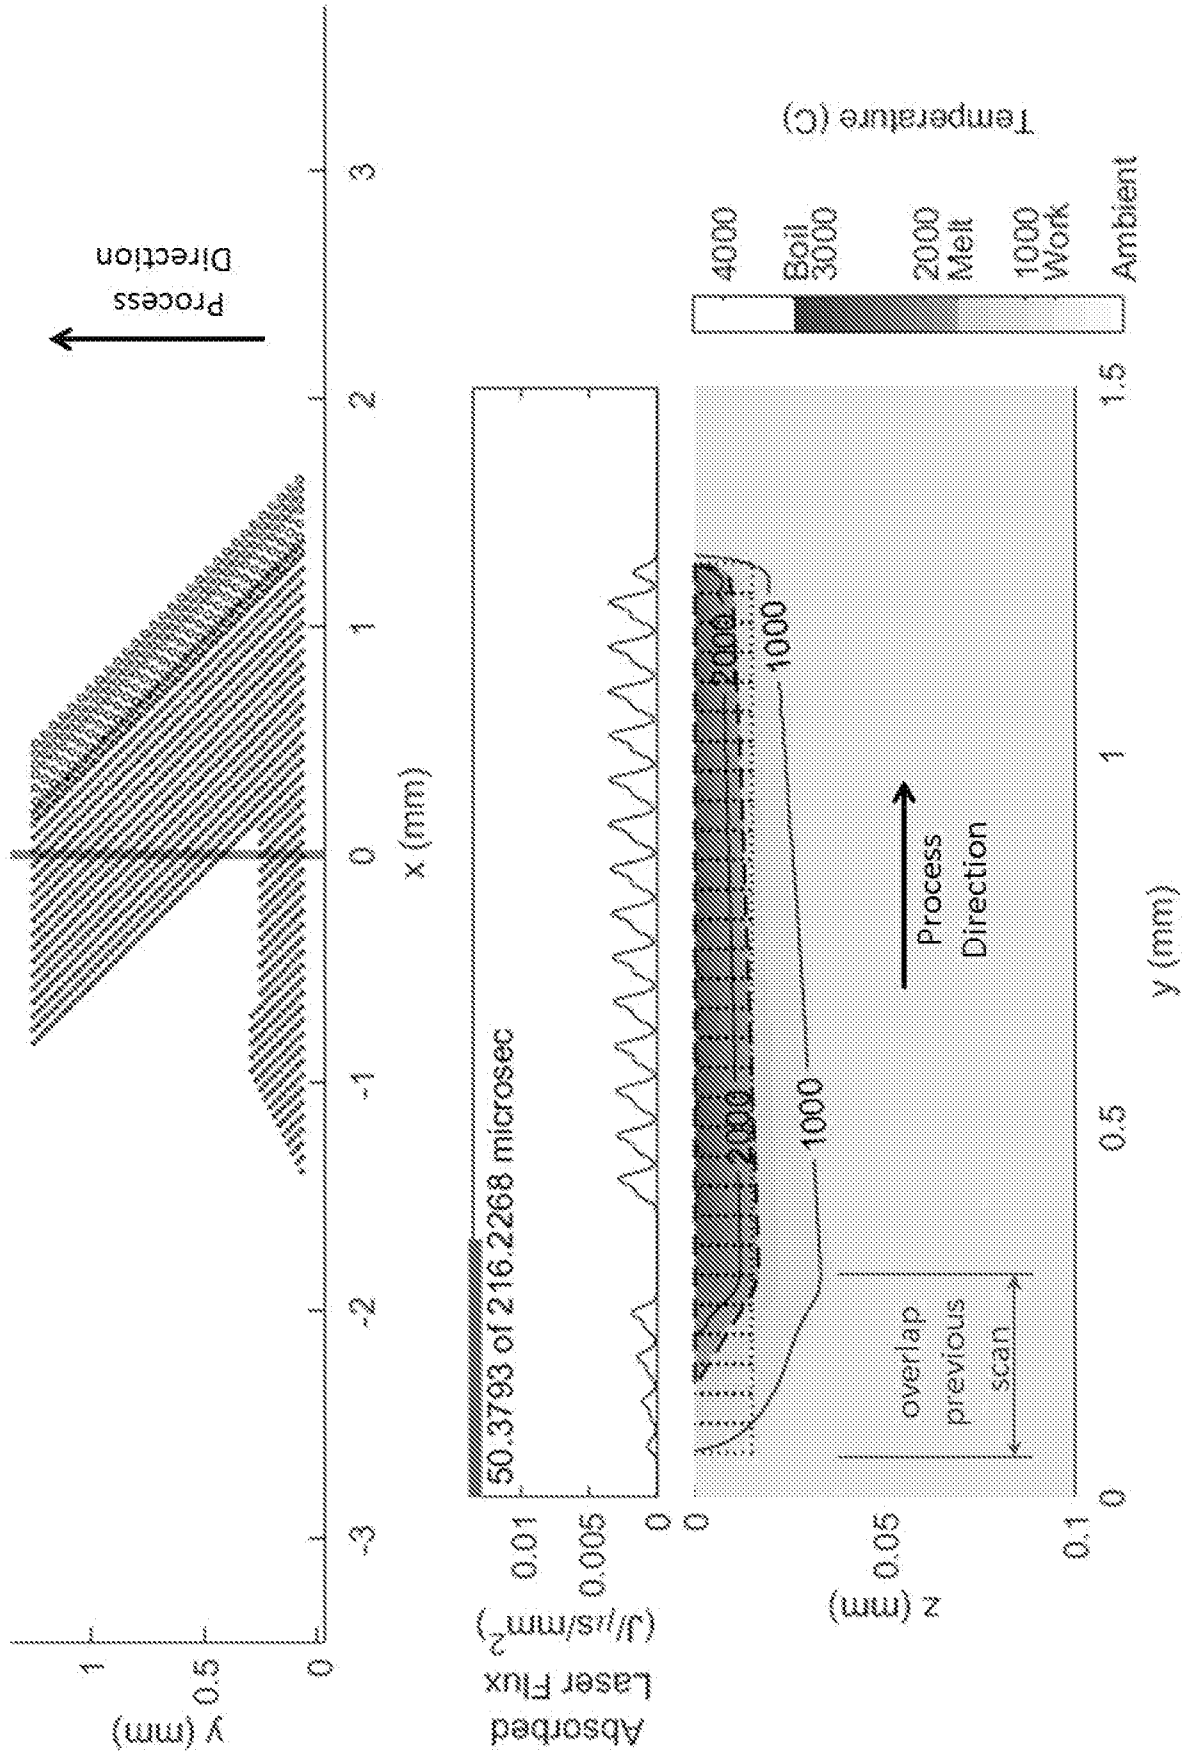 y (mm)
1
0.5
0
-3
-2
-1
0
1
2
3
x (mm)
Process
Direction
Absorbed
Laser Flux
(J/μs/mm²)
0.01
0.005
0
50.3793 of 216.2268 microsec
z (mm)
0
0.05
0.1
2000
2000
1000
1000
overlap
previous
scan
Process
Direction
0
0.5
1
1.5
y (mm)
4000
Boil
3000
2000
Melt
1000
Work
Ambient
Temperature (C)